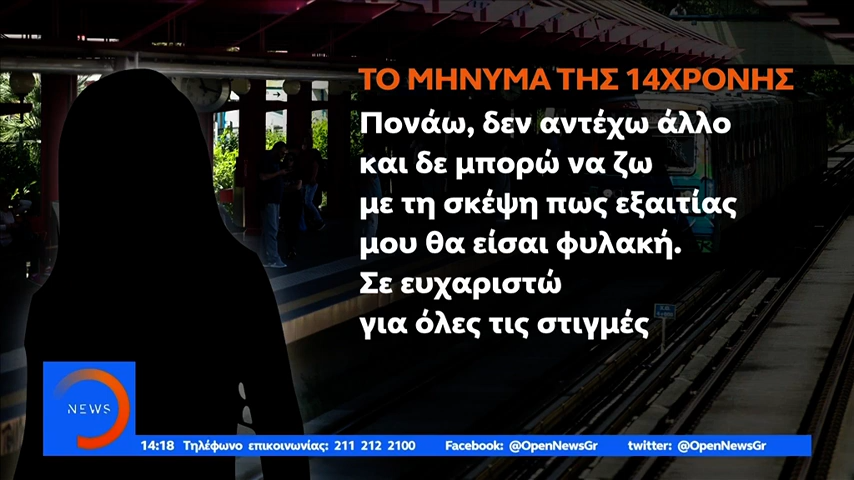 ΤΟ ΜΗΝΥΜΑ ΤΗΣ 14ΧΡΟΝΗΣ
Πονάω, δεν αντέχω άλλο
και δε μπορώ να ζω
με τη σκέψη πως εξαιτίας
μου θα είσαι φυλακή.
Σε ευχαριστώ
για όλες τις στιγμές
NEWS
14:18 Τηλέφωνο επικοινωνίας: 211 212 2100 Facebook: @OpenNewsGr twitter: @OpenNewsGr